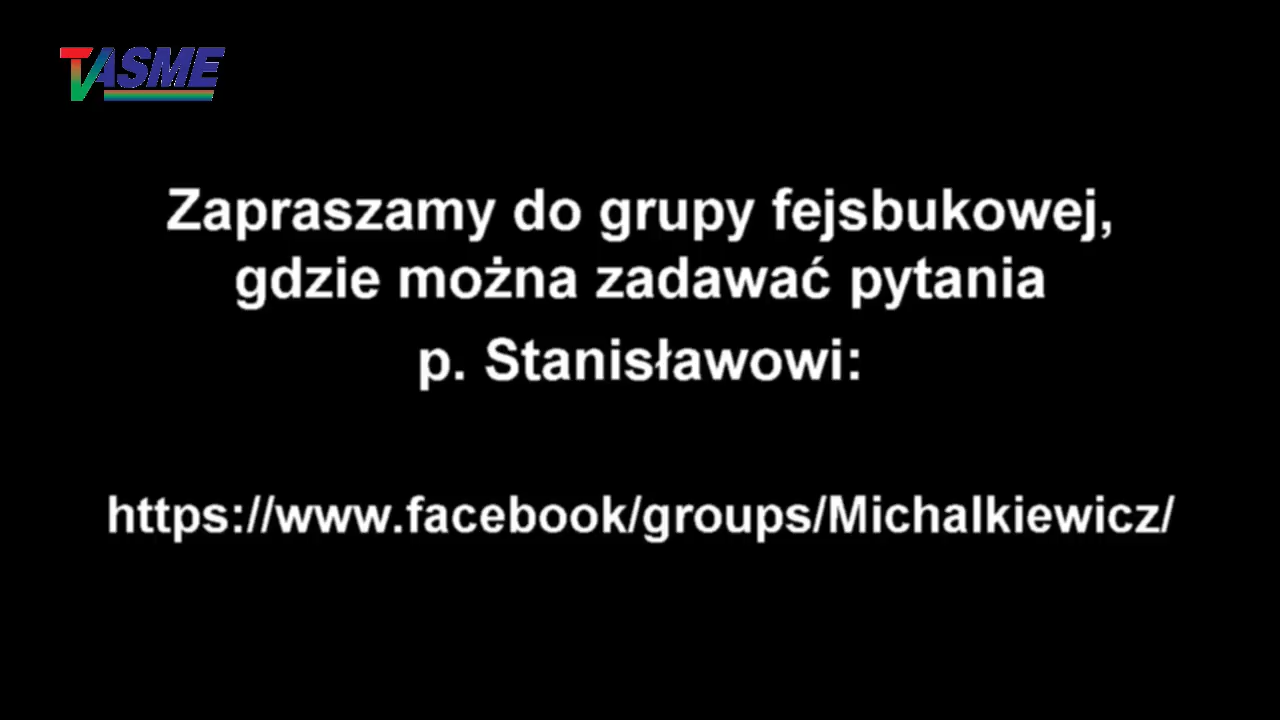 TASME
Zapraszamy do grupy fejsbukowej,
gdzie można zadawać pytania
p. Stanisławowi:
https://www.facebook/groups/Michalkiewicz/